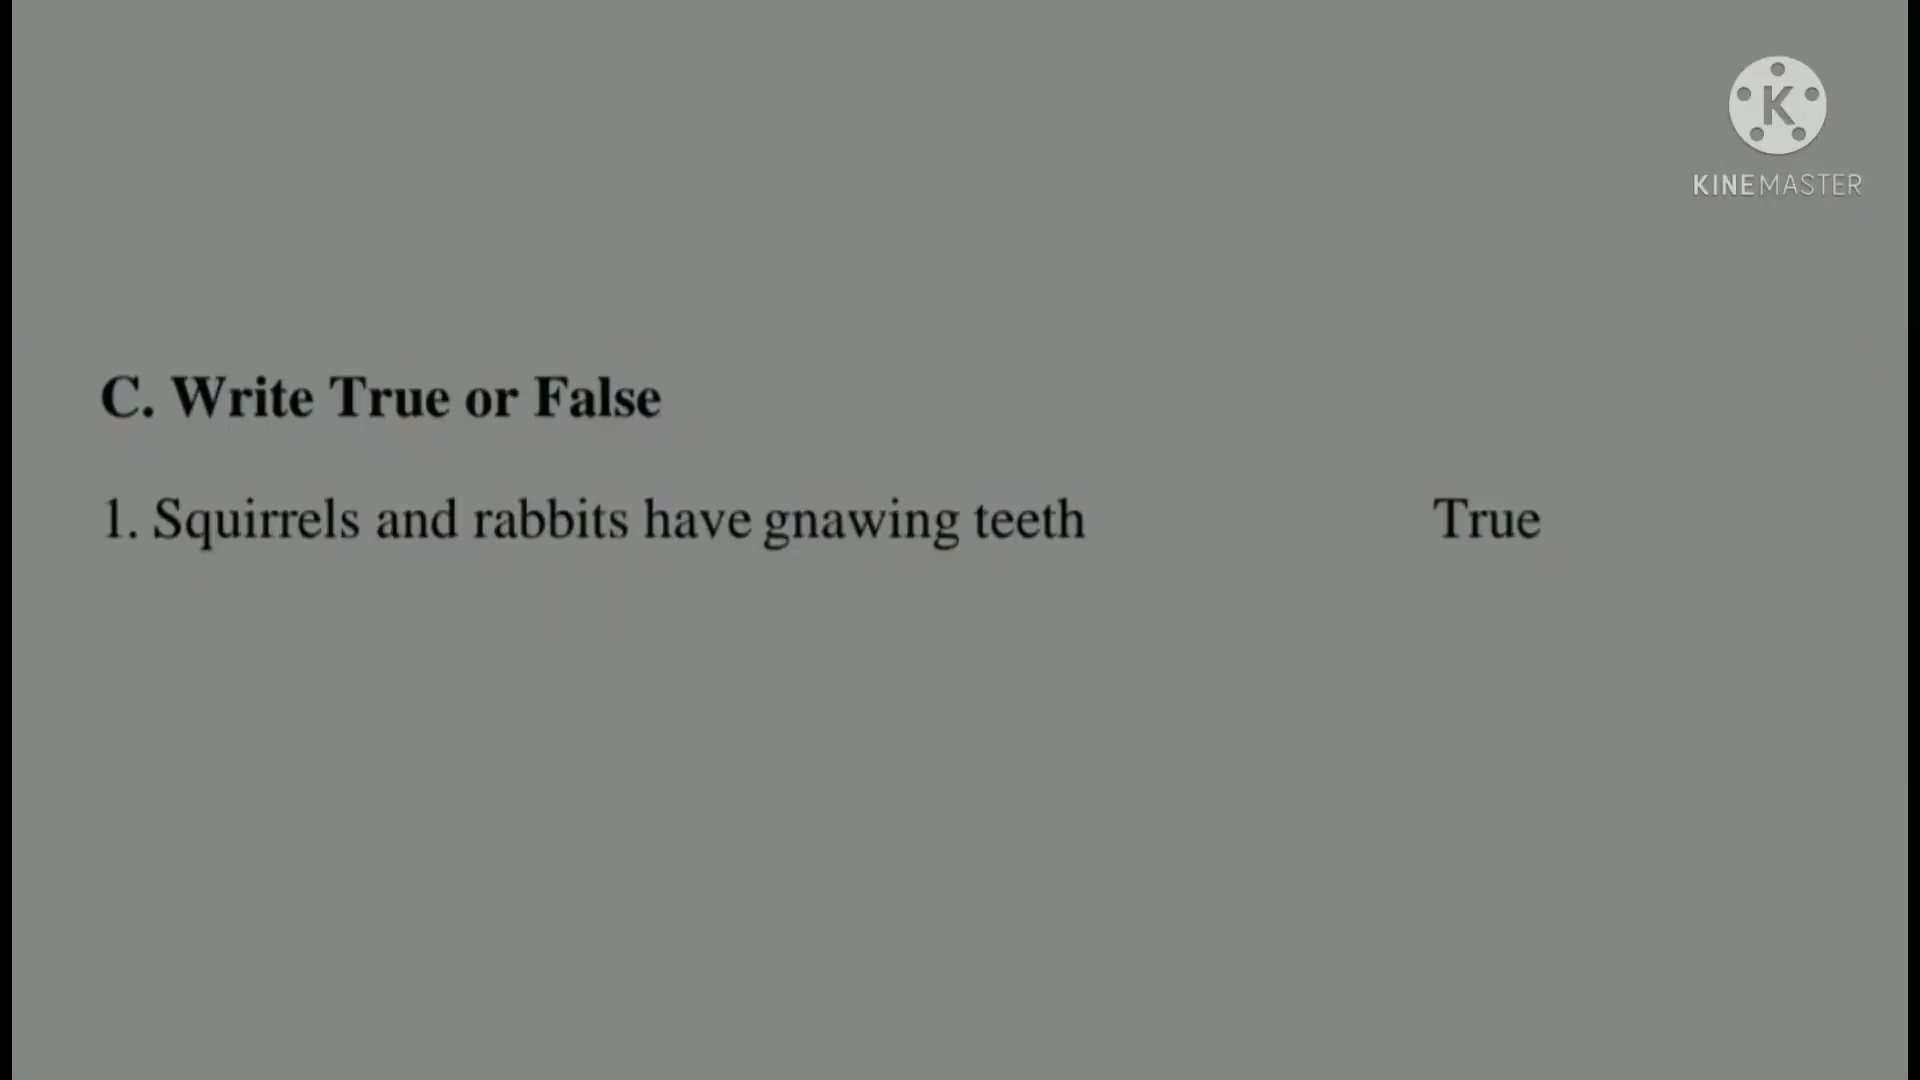 K
KINEMASTER
C. Write True or False
1. Squirrels and rabbits have gnawing teeth True